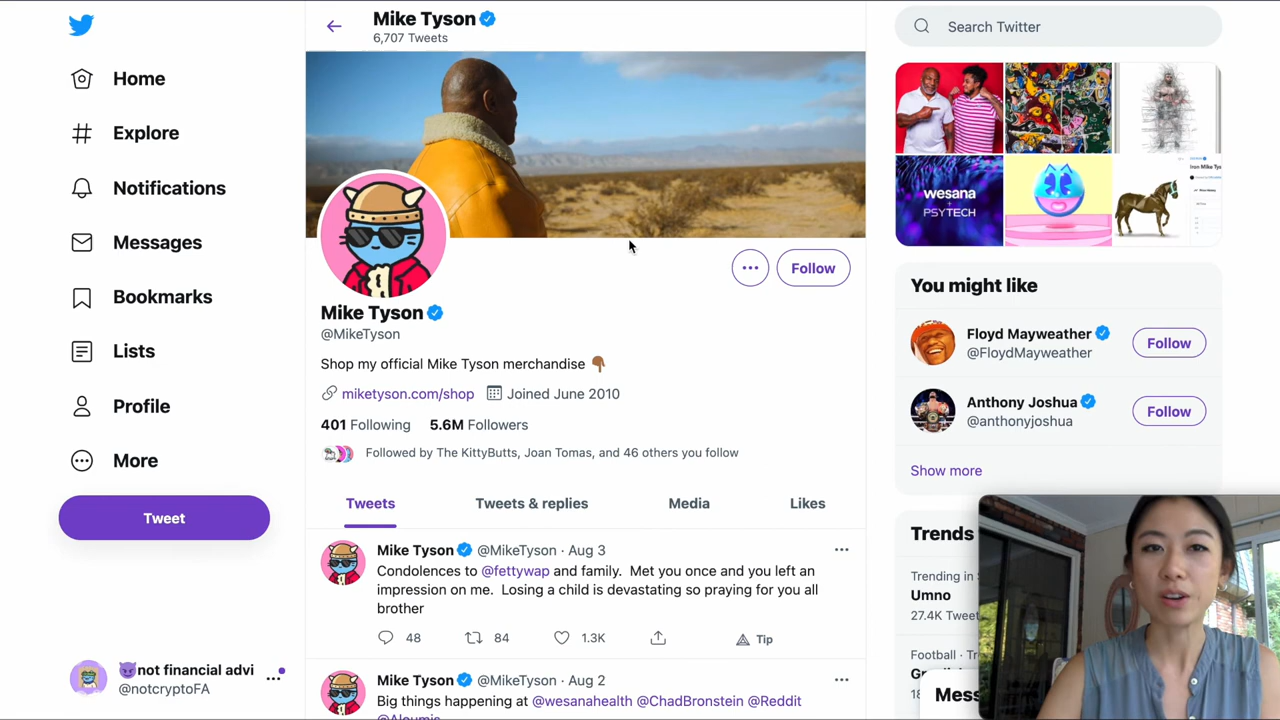 Mike Tyson
6,707 Tweets
Search Twitter
Home
Explore
Notifications
Messages
Bookmarks
Lists
Profile
More
Tweet
not financial advi
@notcryptoFA
wesana
PSYTECH
Iron Mike Tys
Follow
Mike Tyson
@MikeTyson
Shop my official Mike Tyson merchandise
miketyson.com/shop Joined June 2010
401 Following 5.6M Followers
Followed by The KittyButts, Joan Tomas, and 46 others you follow
Tweets Tweets & replies Media Likes
Mike Tyson @MikeTyson · Aug 3
Condolences to @fettywap and family. Met you once and you left an
impression on me. Losing a child is devastating so praying for you all
brother
48 84 1.3K Tip
Mike Tyson @MikeTyson · Aug 2
Big things happening at @wesanahealth @ChadBronstein @Reddit
You might like
Floyd Mayweather
@FloydMayweather
Follow
Anthony Joshua
@anthonyjoshua
Follow
Show more
Trends
Trending in
Umno
27.4K Tweet
Football · Tr
Mess